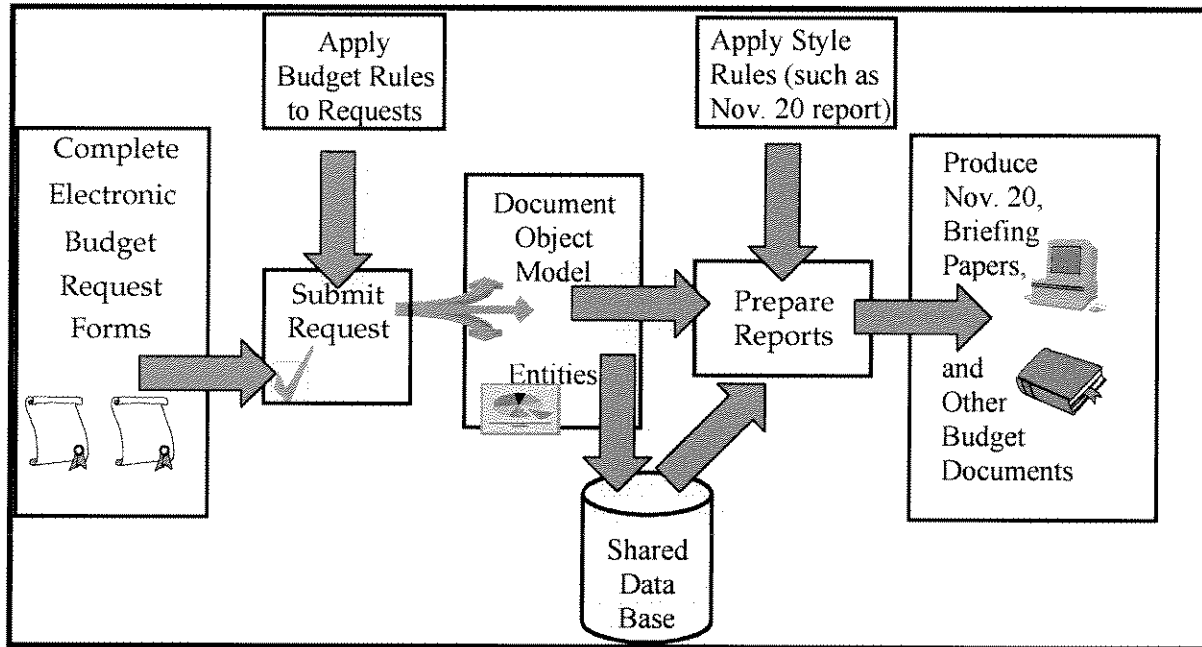 Apply
Budget Rules
to Requests
Apply Style
Rules (such as
Nov. 20 report)
Complete
Electronic
Budget
Request
Forms
Submit
Request
Document
Object
Model
Entities
Shared
Data
Base
Prepare
Reports
Produce
Nov. 20,
Briefing
Papers,
and
Other
Budget
Documents